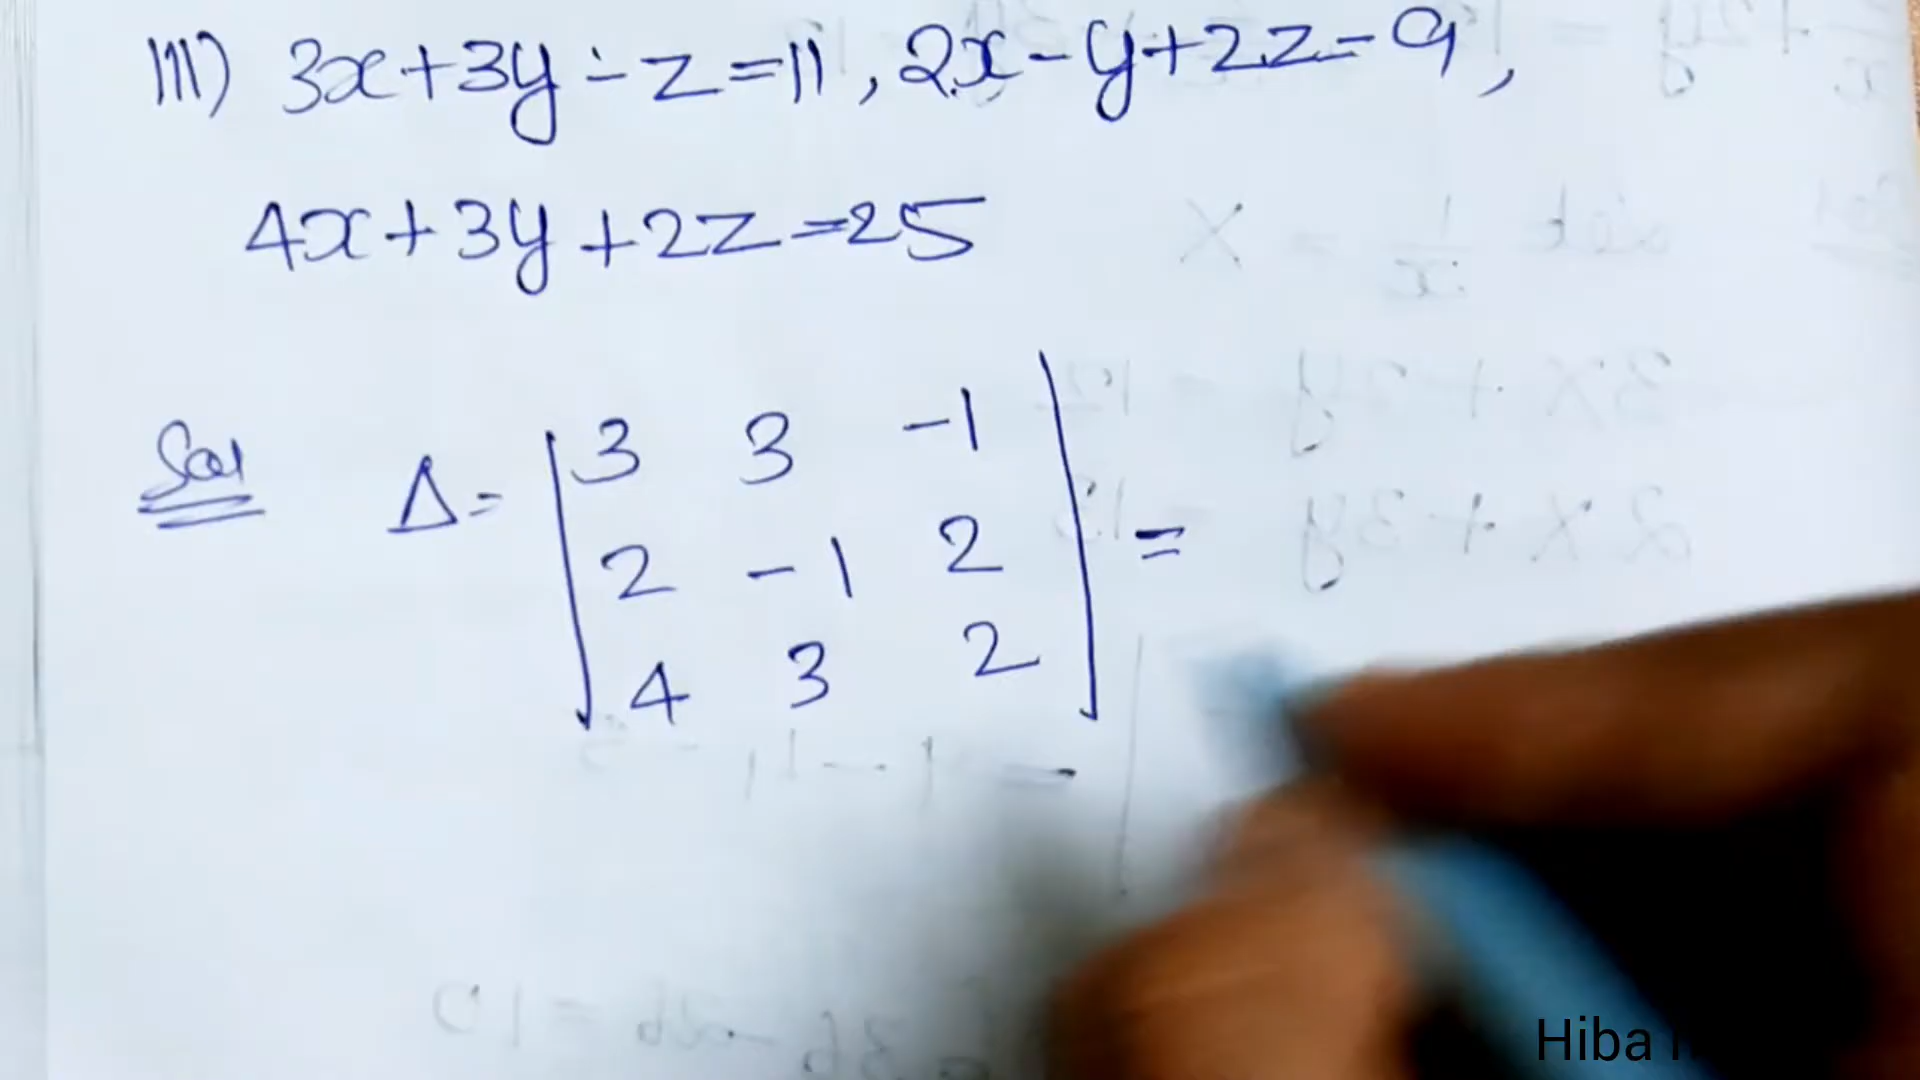 III) 3x+3y-z=11, 2x-y+2z=9,
4x+3y+2z=25
Sol Δ= | 3 3 -1 |
| 2 -1 2 | =
| 4 3 2 |
Hiba